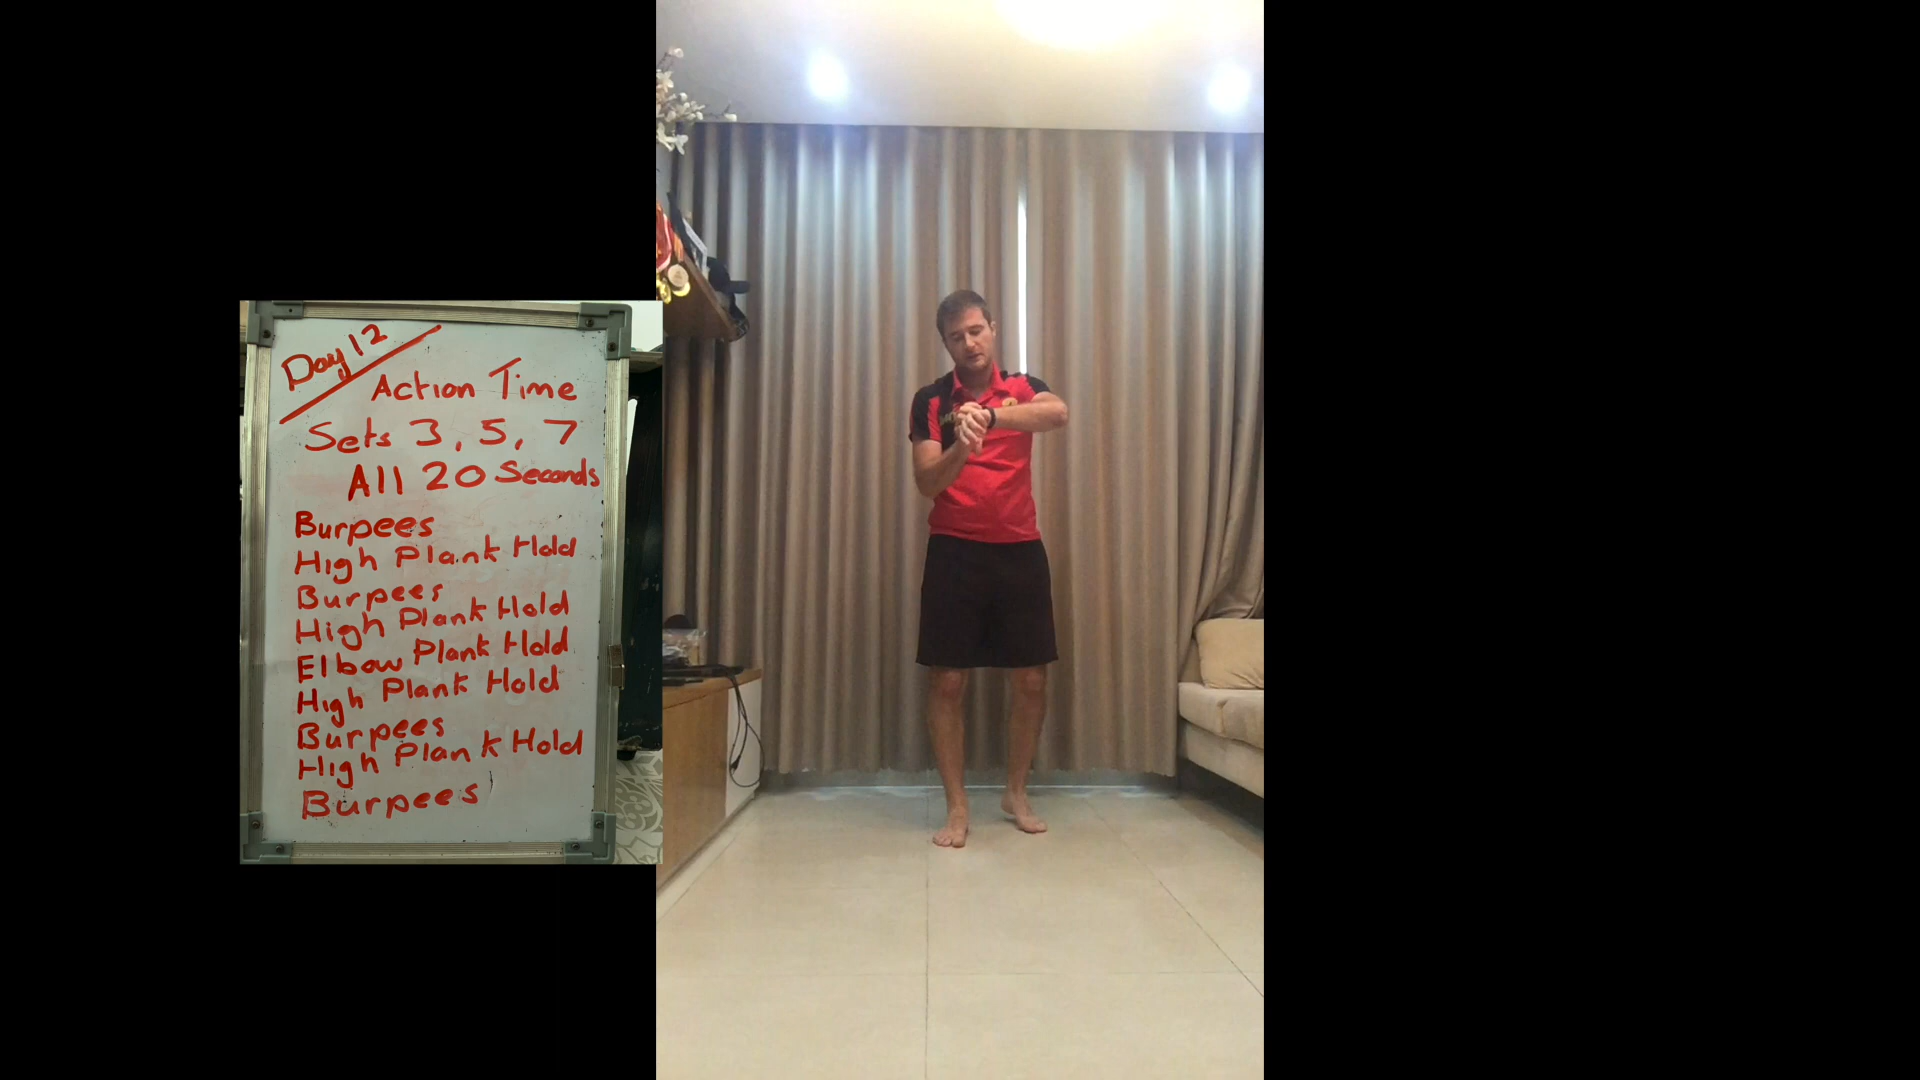 Day 12
Action Time
Sets 3, 5, 7
All 20 Seconds
Burpees
High Plank Hold
Burpees
High Plank Hold
Elbow Plank Hold
High Plank Hold
Burpees
High Plank Hold
Burpees